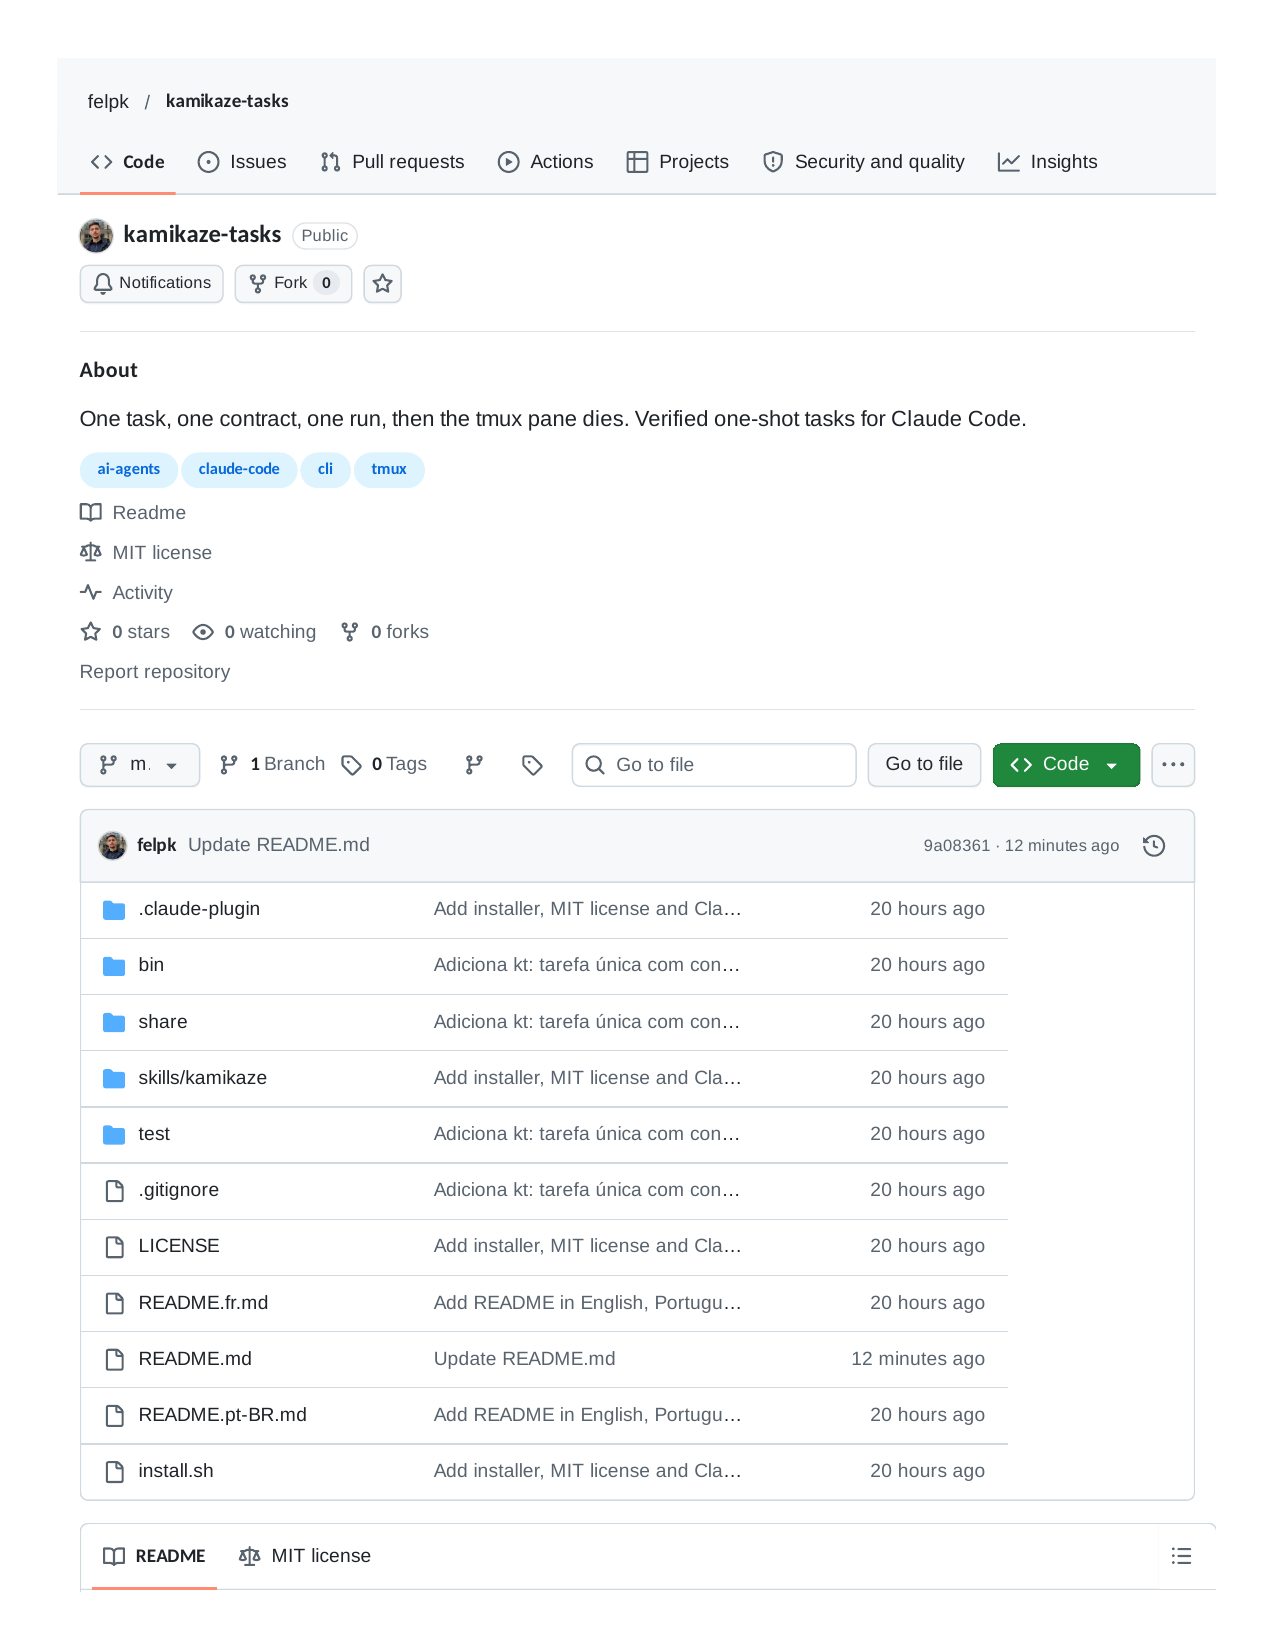 felpk / kamikaze-tasks
Code Issues Pull requests Actions Projects Security and quality Insights
kamikaze-tasks Public
Notifications Fork 0
About
One task, one contract, one run, then the tmux pane dies. Verified one-shot tasks for Claude Code.
ai-agents claude-code cli tmux
Readme
MIT license
Activity
0 stars 0 watching 0 forks
Report repository
m. 1 Branch 0 Tags Go to file Go to file Code
felpk Update README.md 9a08361 · 12 minutes ago
.claude-plugin Add installer, MIT license and Cla… 20 hours ago
bin Adiciona kt: tarefa única com con… 20 hours ago
share Adiciona kt: tarefa única com con… 20 hours ago
skills/kamikaze Add installer, MIT license and Cla… 20 hours ago
test Adiciona kt: tarefa única com con… 20 hours ago
.gitignore Adiciona kt: tarefa única com con… 20 hours ago
LICENSE Add installer, MIT license and Cla… 20 hours ago
README.fr.md Add README in English, Portugu… 20 hours ago
README.md Update README.md 12 minutes ago
README.pt-BR.md Add README in English, Portugu… 20 hours ago
install.sh Add installer, MIT license and Cla… 20 hours ago
README MIT license